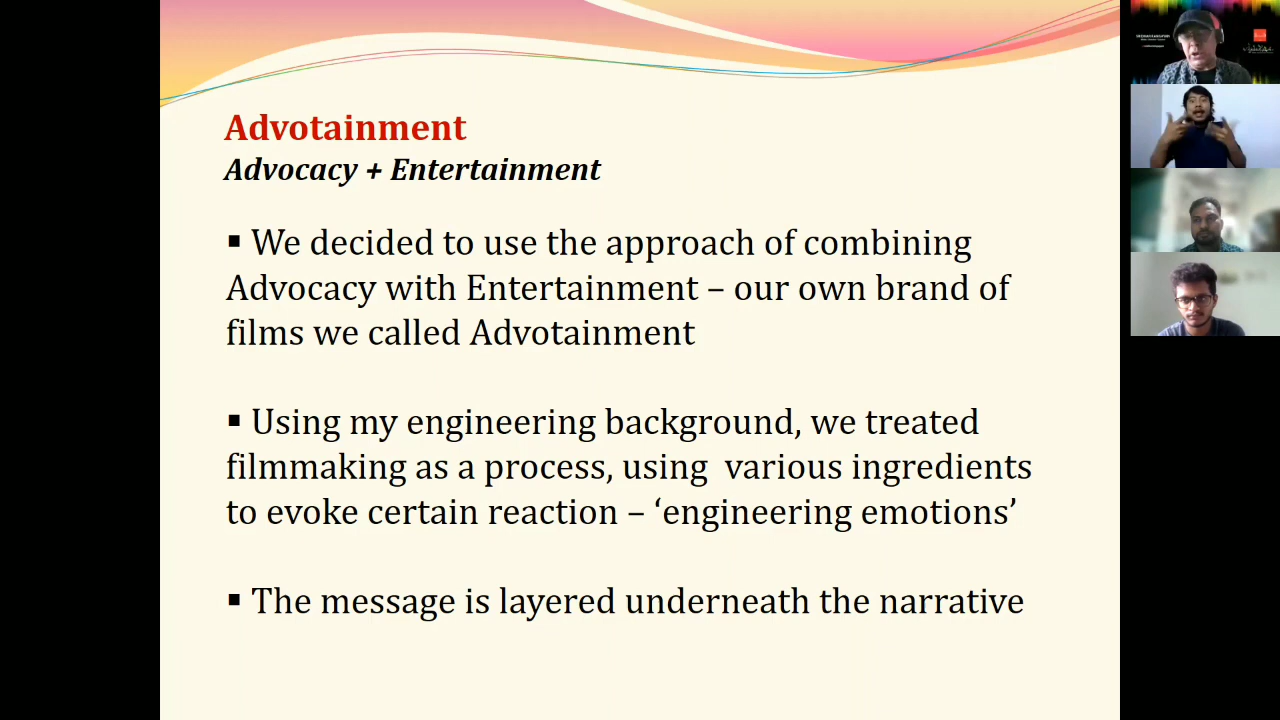 Advotainment
Advocacy + Entertainment
▪ We decided to use the approach of combining
Advocacy with Entertainment – our own brand of
films we called Advotainment
▪ Using my engineering background, we treated
filmmaking as a process, using various ingredients
to evoke certain reaction – ‘engineering emotions’
▪ The message is layered underneath the narrative